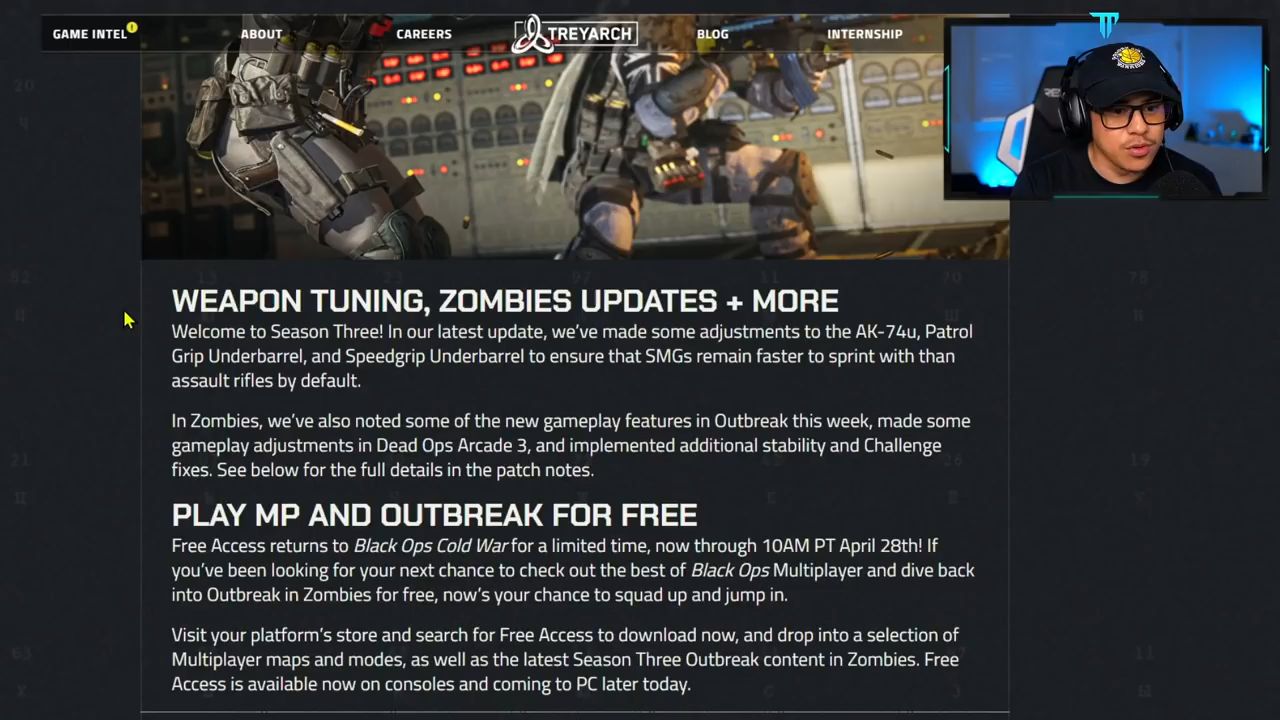 GAME INTEL
ABOUT
CAREERS
TREYARCH
BLOG
INTERNSHIP
WEAPON TUNING, ZOMBIES UPDATES + MORE
Welcome to Season Three! In our latest update, we've made some adjustments to the AK-74u, Patrol
Grip Underbarrel, and Speedgrip Underbarrel to ensure that SMGs remain faster to sprint with than
assault rifles by default.
In Zombies, we've also noted some of the new gameplay features in Outbreak this week, made some
gameplay adjustments in Dead Ops Arcade 3, and implemented additional stability and Challenge
fixes. See below for the full details in the patch notes.
PLAY MP AND OUTBREAK FOR FREE
Free Access returns to Black Ops Cold War for a limited time, now through 10AM PT April 28th! If
you've been looking for your next chance to check out the best of Black Ops Multiplayer and dive back
into Outbreak in Zombies for free, now's your chance to squad up and jump in.
Visit your platform's store and search for Free Access to download now, and drop into a selection of
Multiplayer maps and modes, as well as the latest Season Three Outbreak content in Zombies. Free
Access is available now on consoles and coming to PC later today.